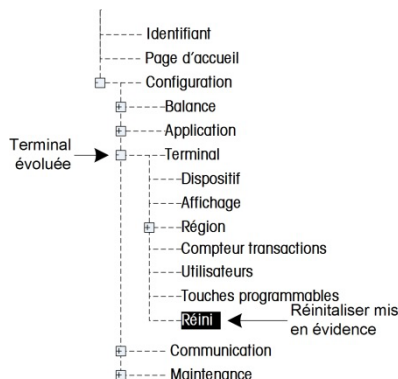 Identifiant
Page d'accueil
Configuration
Balance
Application
Terminal
évoluée
Terminal
Dispositif
Affichage
Région
Compteur transactions
Utilisateurs
Touches programmables
Réini
Réinitaliser mis
en évidence
Communication
Maintenance